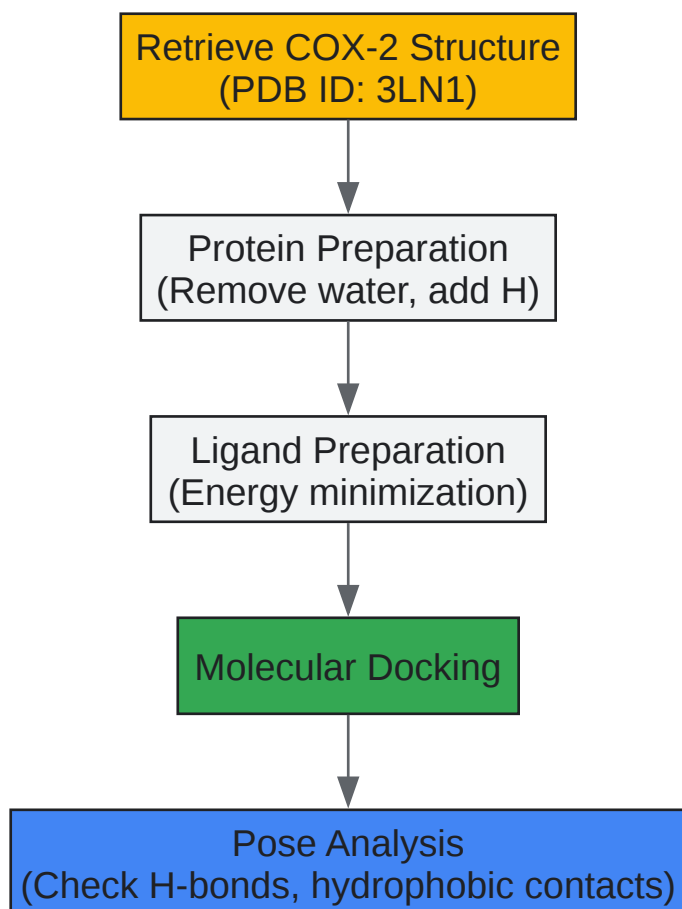 Retrieve COX-2 Structure
(PDB ID: 3LN1)
Protein Preparation
(Remove water, add H)
Ligand Preparation
(Energy minimization)
Molecular Docking
Pose Analysis
(Check H-bonds, hydrophobic contacts)